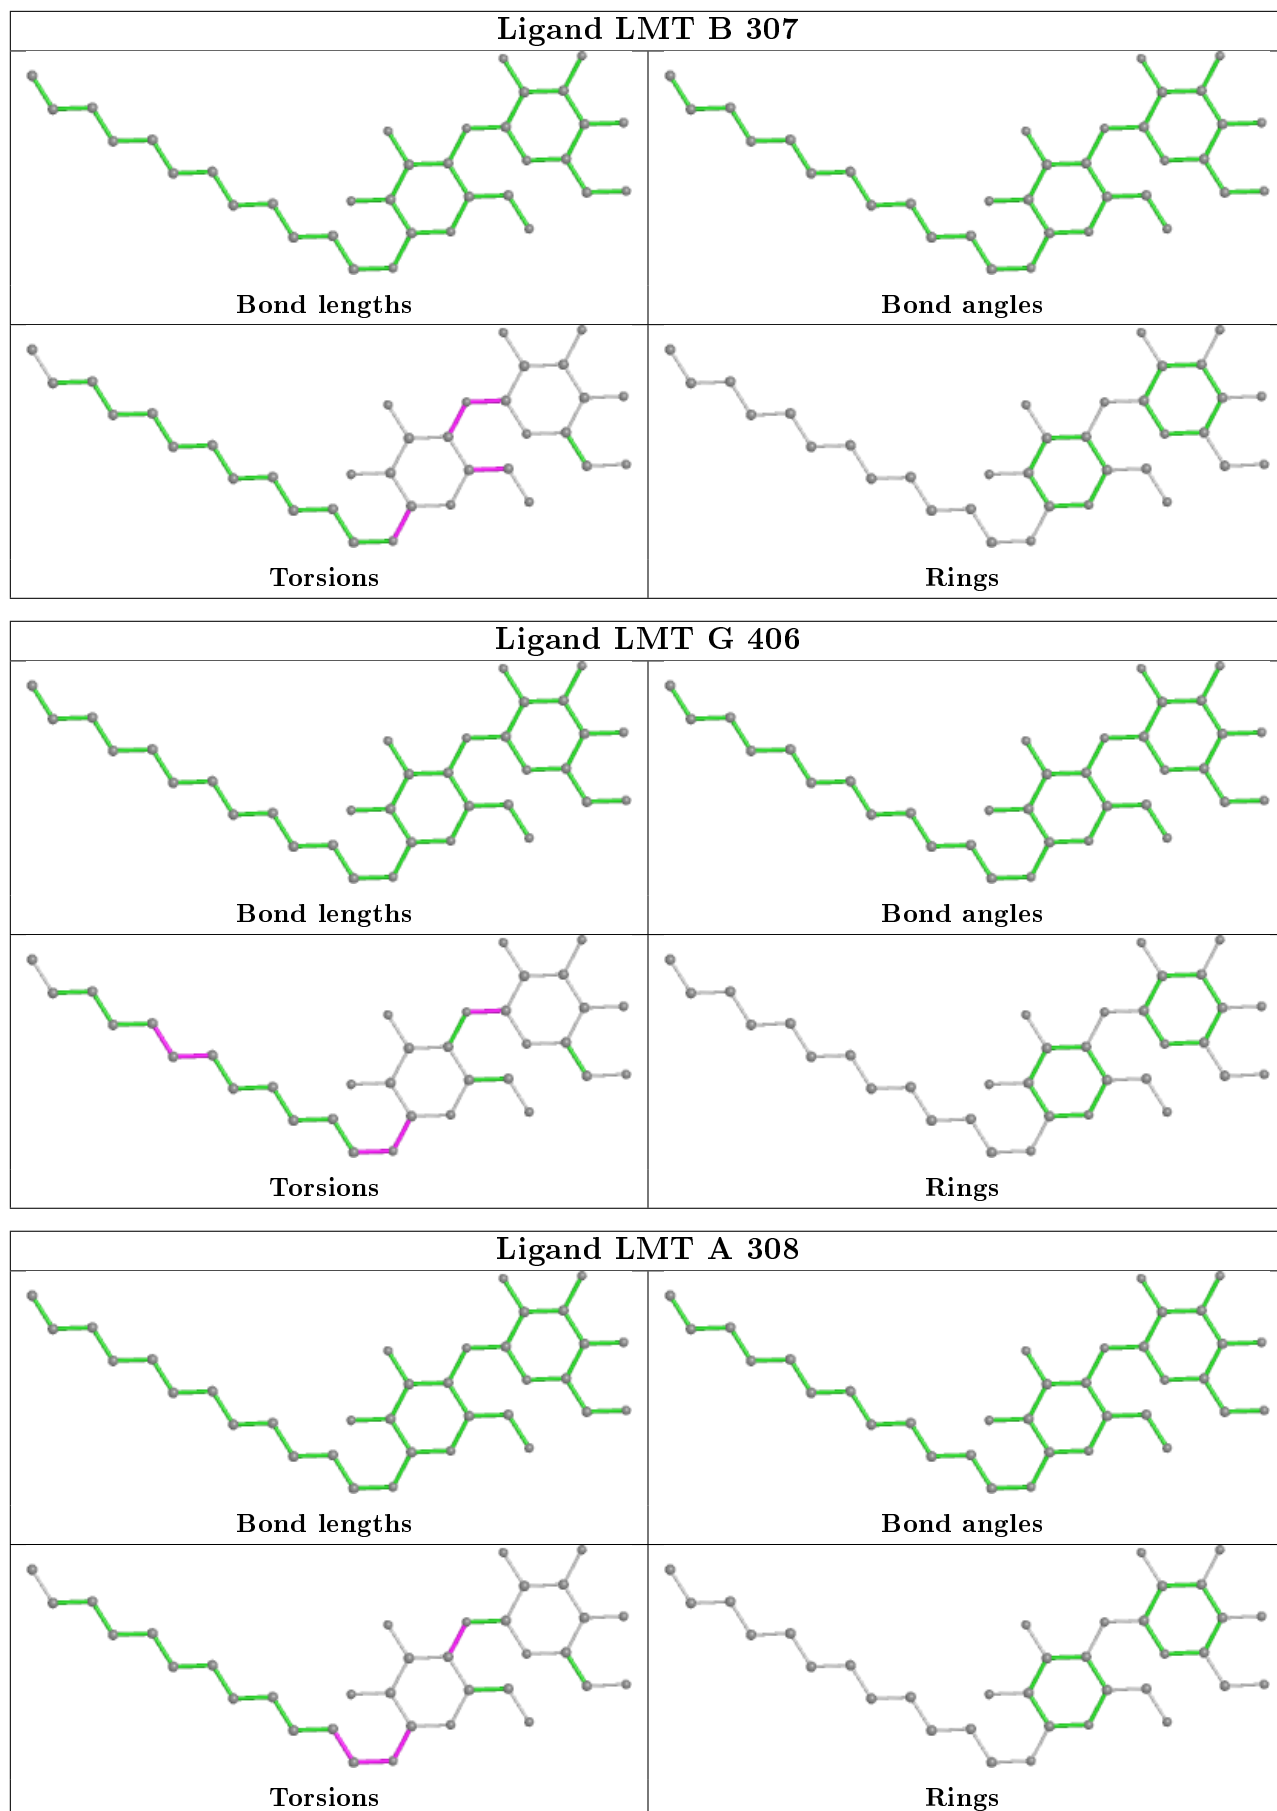 Ligand LMT B 307
Bond lengths
Bond angles
Torsions
Rings
Ligand LMT G 406
Bond lengths
Bond angles
Torsions
Rings
Ligand LMT A 308
Bond lengths
Bond angles
Torsions
Rings